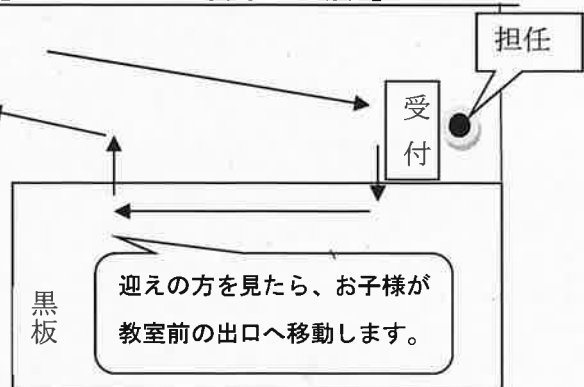 担任
受付
迎えの方を見たら、お子様が
教室前の出口へ移動します。
黒板